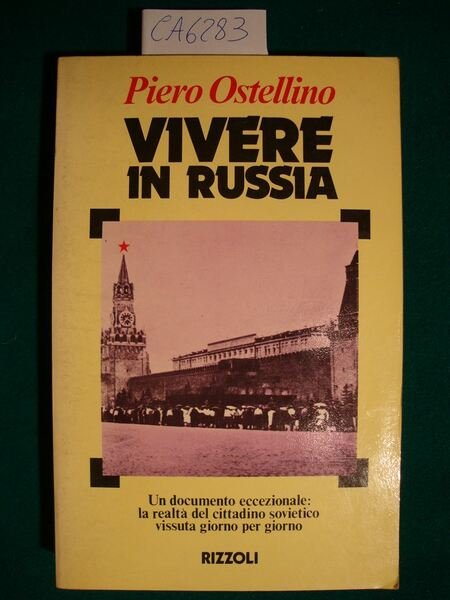 CA6283
Piero Ostellino
VIVERE
IN RUSSIA
Un documento eccezionale:
la realtà del cittadino sovietico
vissuta giorno per giorno
RIZZOLI